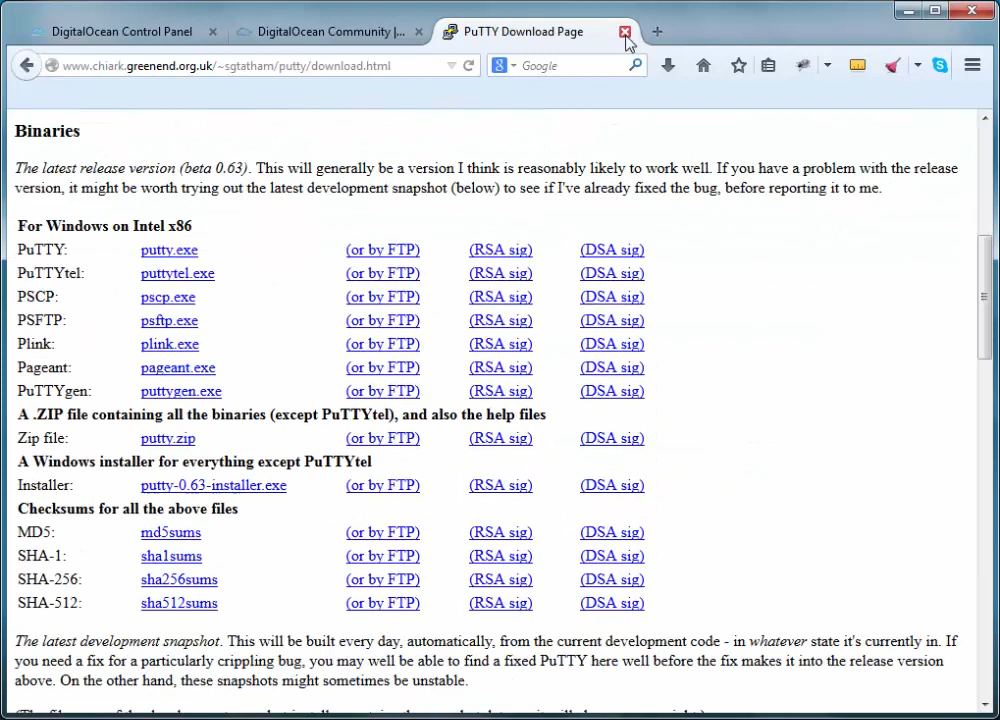 DigitalOcean Control Panel
DigitalOcean Community |...
PuTTY Download Page
www.chiark.greenend.org.uk/~sgtatham/putty/download.html
Google
Binaries
The latest release version (beta 0.63). This will generally be a version I think is reasonably likely to work well. If you have a problem with the release
version, it might be worth trying out the latest development snapshot (below) to see if I've already fixed the bug, before reporting it to me.
For Windows on Intel x86
PuTTY: putty.exe (or by FTP) (RSA sig) (DSA sig)
PuTTYtel: puttytel.exe (or by FTP) (RSA sig) (DSA sig)
PSCP: pscp.exe (or by FTP) (RSA sig) (DSA sig)
PSFTP: psftp.exe (or by FTP) (RSA sig) (DSA sig)
Plink: plink.exe (or by FTP) (RSA sig) (DSA sig)
Pageant: pageant.exe (or by FTP) (RSA sig) (DSA sig)
PuTTYgen: puttygen.exe (or by FTP) (RSA sig) (DSA sig)
A .ZIP file containing all the binaries (except PuTTYtel), and also the help files
Zip file: putty.zip (or by FTP) (RSA sig) (DSA sig)
A Windows installer for everything except PuTTYtel
Installer: putty-0.63-installer.exe (or by FTP) (RSA sig) (DSA sig)
Checksums for all the above files
MD5: md5sums (or by FTP) (RSA sig) (DSA sig)
SHA-1: sha1sums (or by FTP) (RSA sig) (DSA sig)
SHA-256: sha256sums (or by FTP) (RSA sig) (DSA sig)
SHA-512: sha512sums (or by FTP) (RSA sig) (DSA sig)
The latest development snapshot. This will be built every day, automatically, from the current development code - in whatever state it's currently in. If
you need a fix for a particularly crippling bug, you may well be able to find a fixed PuTTY here well before the fix makes it into the release version
above. On the other hand, these snapshots might sometimes be unstable.